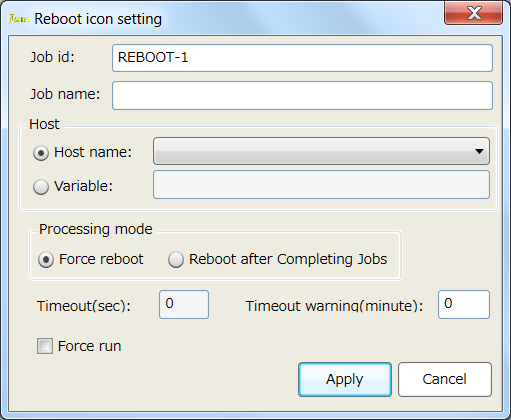 Reboot icon setting
Job id: REBOOT-1
Job name:
Host
Host name:
Variable:
Processing mode
Force reboot Reboot after Completing Jobs
Timeout(sec): 0 Timeout warning(minute): 0
Force run
Apply Cancel